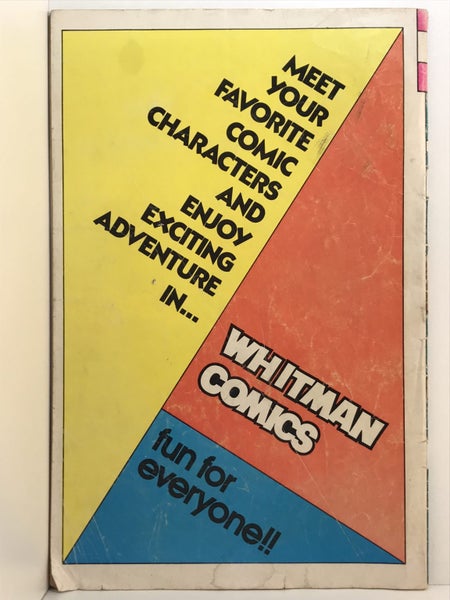 MEET
YOUR
FAVORITE
COMIC
CHARACTERS
AND
ENJOY
EXCITING
ADVENTURE
IN...
WHITMAN
COMICS
fun for
everyone!!